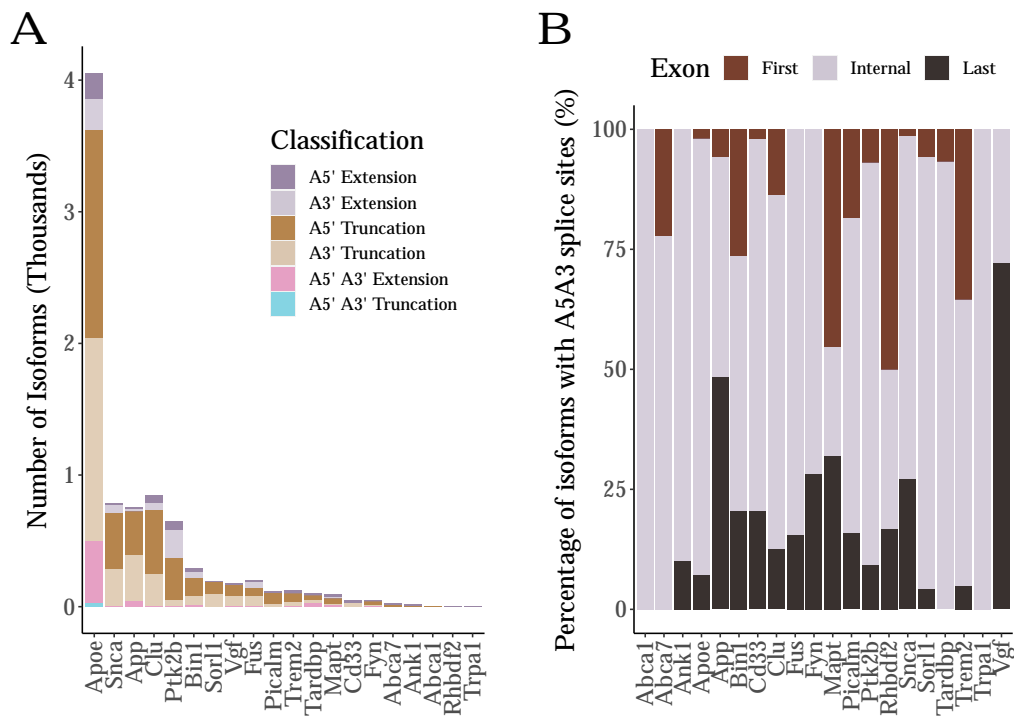 A
Number of Isoforms (Thousands)
4
3
2
1
0
Classification
A5' Extension
A3' Extension
A5' Truncation
A3' Truncation
A5' A3' Extension
A5' A3' Truncation
Apoe
Snca
App
Clu
Ptk2b
Bin1
Sorl1
Vgf
Fus
Picalm
Trem2
Tardbp
Mapt
Cd33
Fyn
Abca7
Ank1
Abca1
Rhbdf2
Trpa1
B
Exon First Internal Last
Percentage of isoforms with A5A3 splice sites (%)
100
75
50
25
0
Abca1
Abca7
Ank1
Apoe
App
Bin1
Cd33
Clu
Fus
Fyn
Mapt
Picalm
Ptk2b
Rhbdf2
Snca
Sorl1
Tardbp
Trem2
Trpa1
Vgf